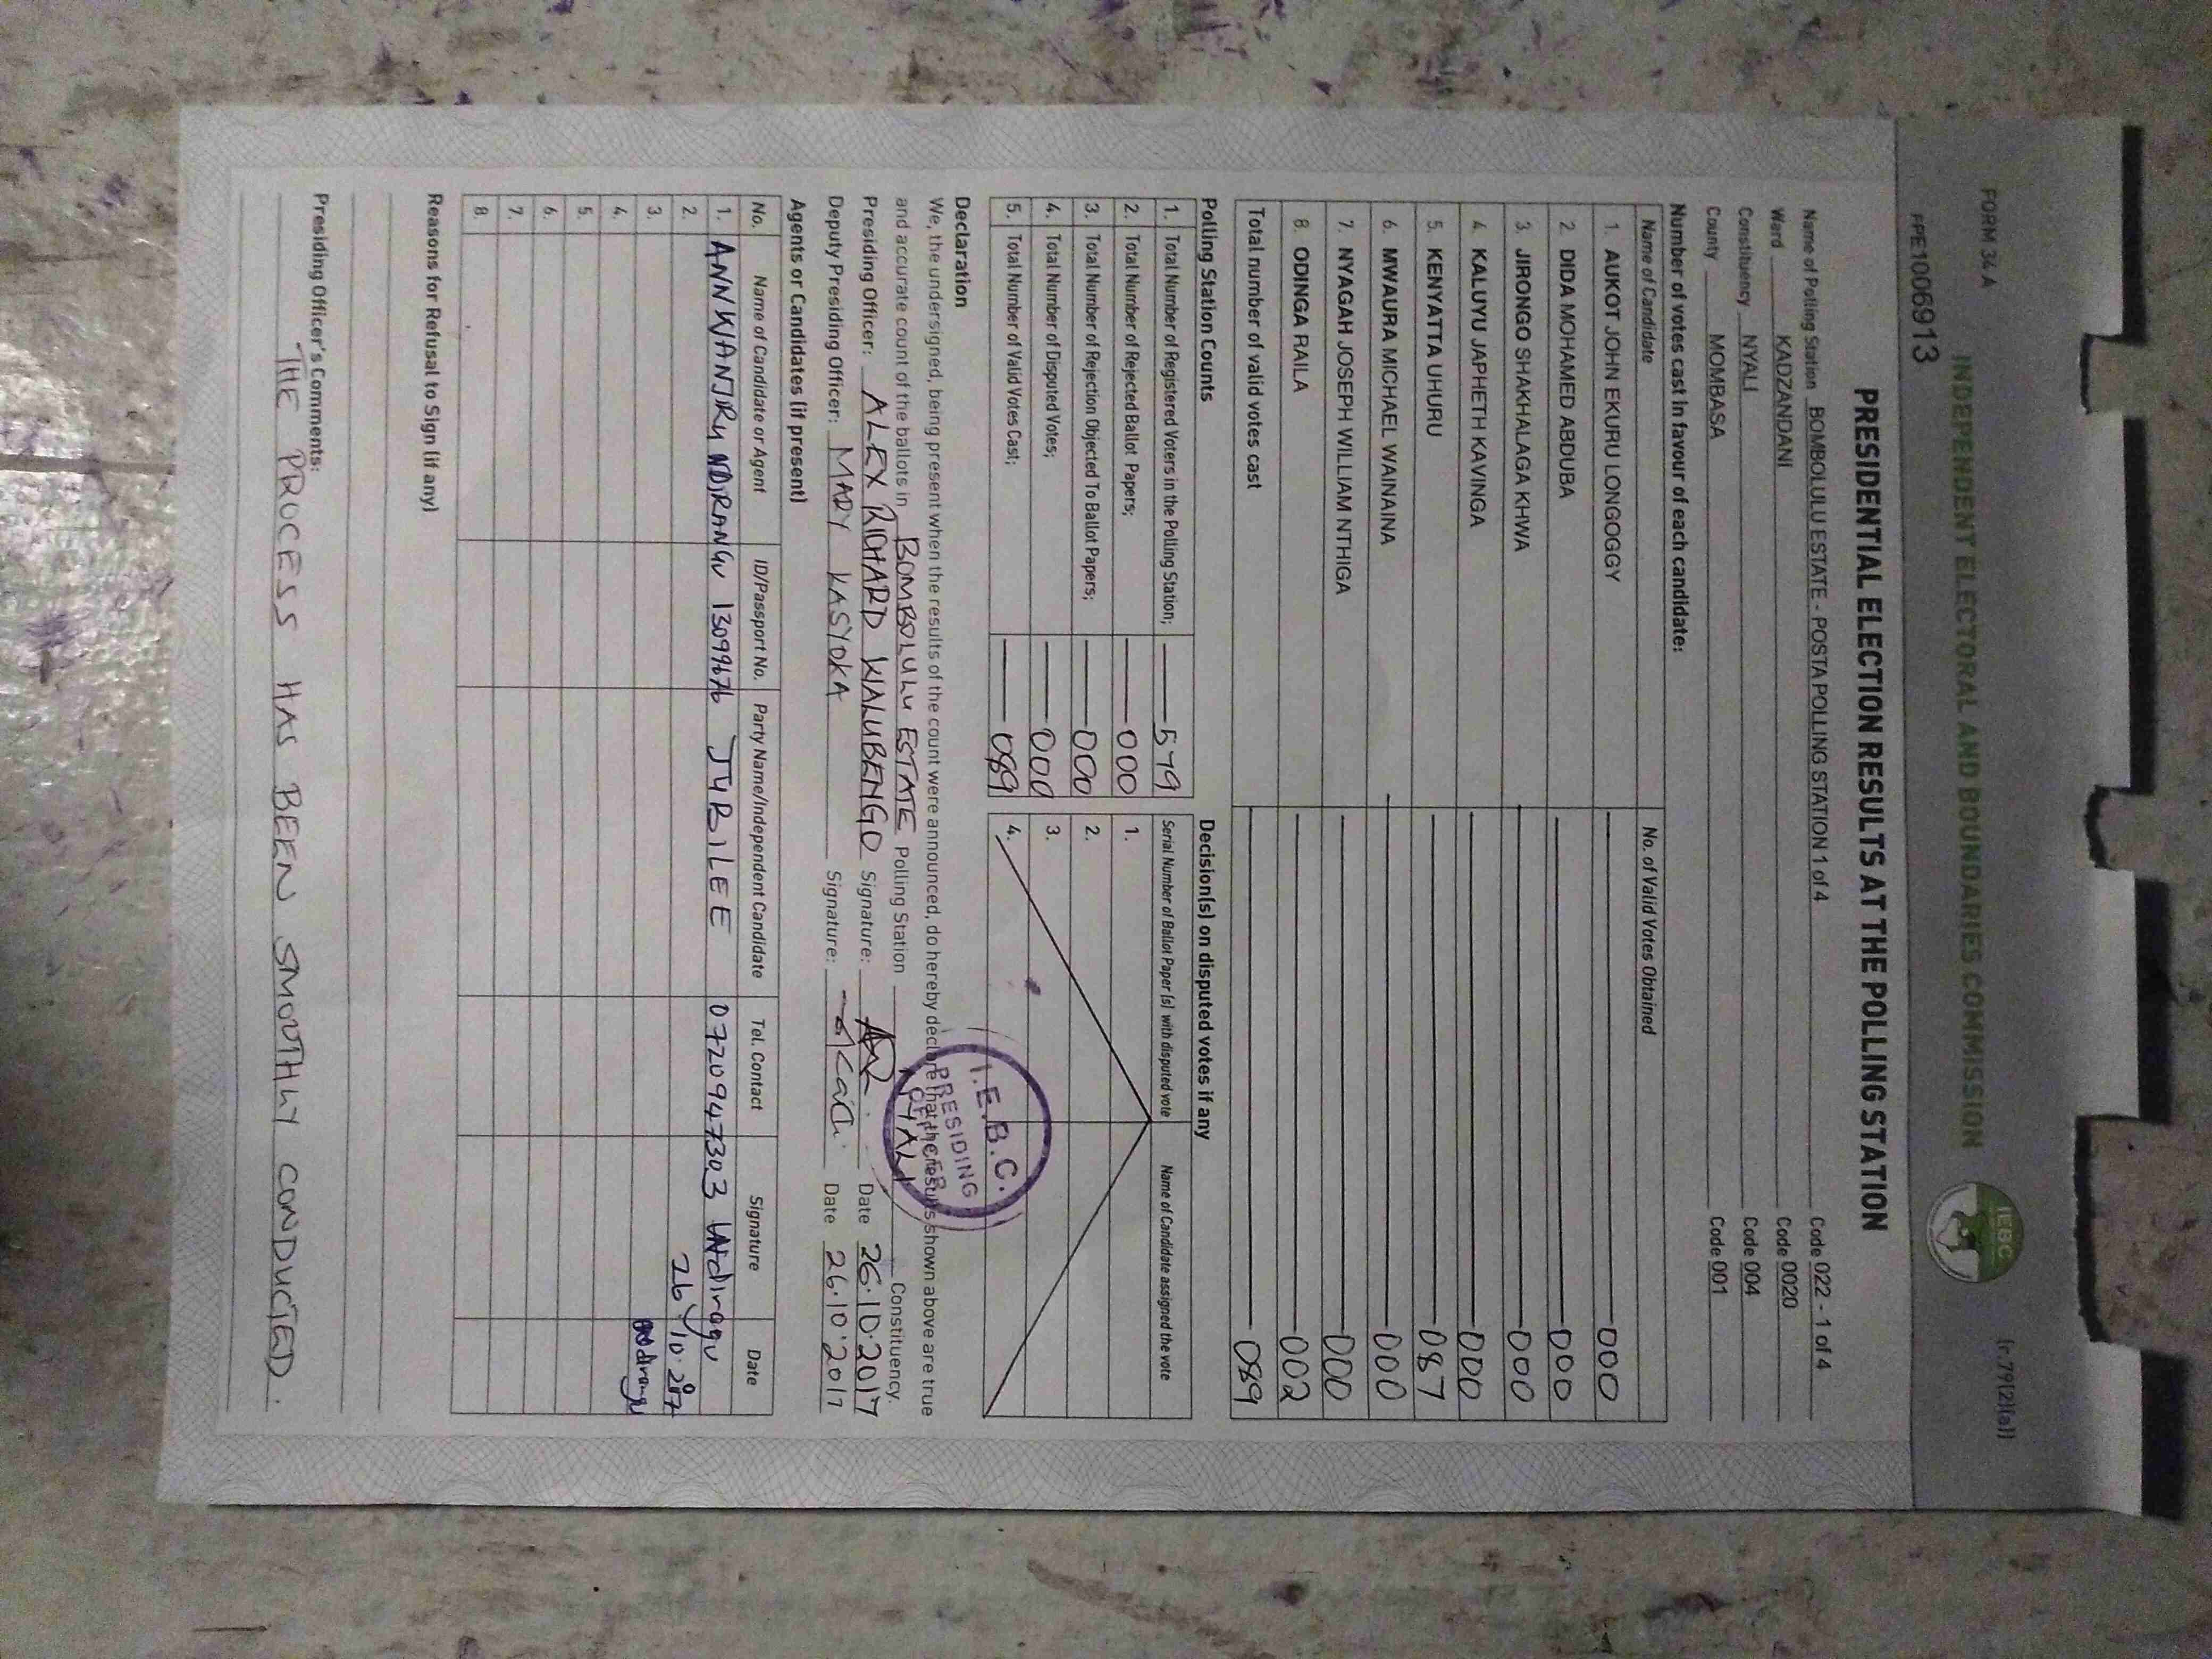 FORM 34A
(r.79(2)(a))
INDEPENDENT ELECTORAL AND BOUNDARIES COMMISSION
IEBC
PPE1006913
PRESIDENTIAL ELECTION RESULTS AT THE POLLING STATION
Name of Polling Station BOMBOLULU ESTATE - POSTA POLLING STATION 1 of 4 Code 022 - 1 of 4
Ward KADZANDANI Code 0020
Constituency NYALI Code 004
County MOMBASA Code 001
Number of votes cast in favour of each candidate:
Name of Candidate No. of Valid Votes Obtained
1. AUKOT JOHN EKURU LONGOGGY 000
2. DIDA MOHAMED ABDUBA 000
3. JIRONGO SHAKHALAGA KHWA 000
4. KALUYU JAPHETH KAVINGA 000
5. KENYATTA UHURU 087
6. MWAURA MICHAEL WAINAINA 000
7. NYAGAH JOSEPH WILLIAM NTHIGA 000
8. ODINGA RAILA 002
Total number of valid votes cast 089
Polling Station Counts
1. Total Number of Registered Voters in the Polling Station; 579
2. Total Number of Rejected Ballot Papers; 000
3. Total Number of Rejection Objected To Ballot Papers; 000
4. Total Number of Disputed Votes; 000
5. Total Number of Valid Votes Cast; 089
Decision(s) on disputed votes if any
Serial Number of Ballot Paper (s) with disputed vote Name of Candidate assigned the vote
1.
2.
3.
4.
I.E.B.C.
PRESIDING
OFFICER
Declaration
We, the undersigned, being present when the results of the count were announced, do hereby declare that the results shown above are true
and accurate count of the ballots in BOMBOLULU ESTATE Polling Station NYALI Constituency.
Presiding Officer: ALEX RICHARD WALUBENGO Signature: Date 26.10.2017
Deputy Presiding Officer: MARY KASYOKA Signature: Date 26.10.2017
Agents or Candidates (if present)
No. Name of Candidate or Agent ID/Passport No. Party Name/Independent Candidate Tel. Contact Signature Date
1. ANN WANJIRU NDIRANGU 13099676 JUBILEE 0720947303 Ndirangu
2. 26/10.2017
3. Ndirangu
4.
5.
6.
7.
8.
Reasons for Refusal to Sign (if any)
Presiding Officer's Comments:
THE PROCESS HAS BEEN SMOOTHLY CONDUCTED.